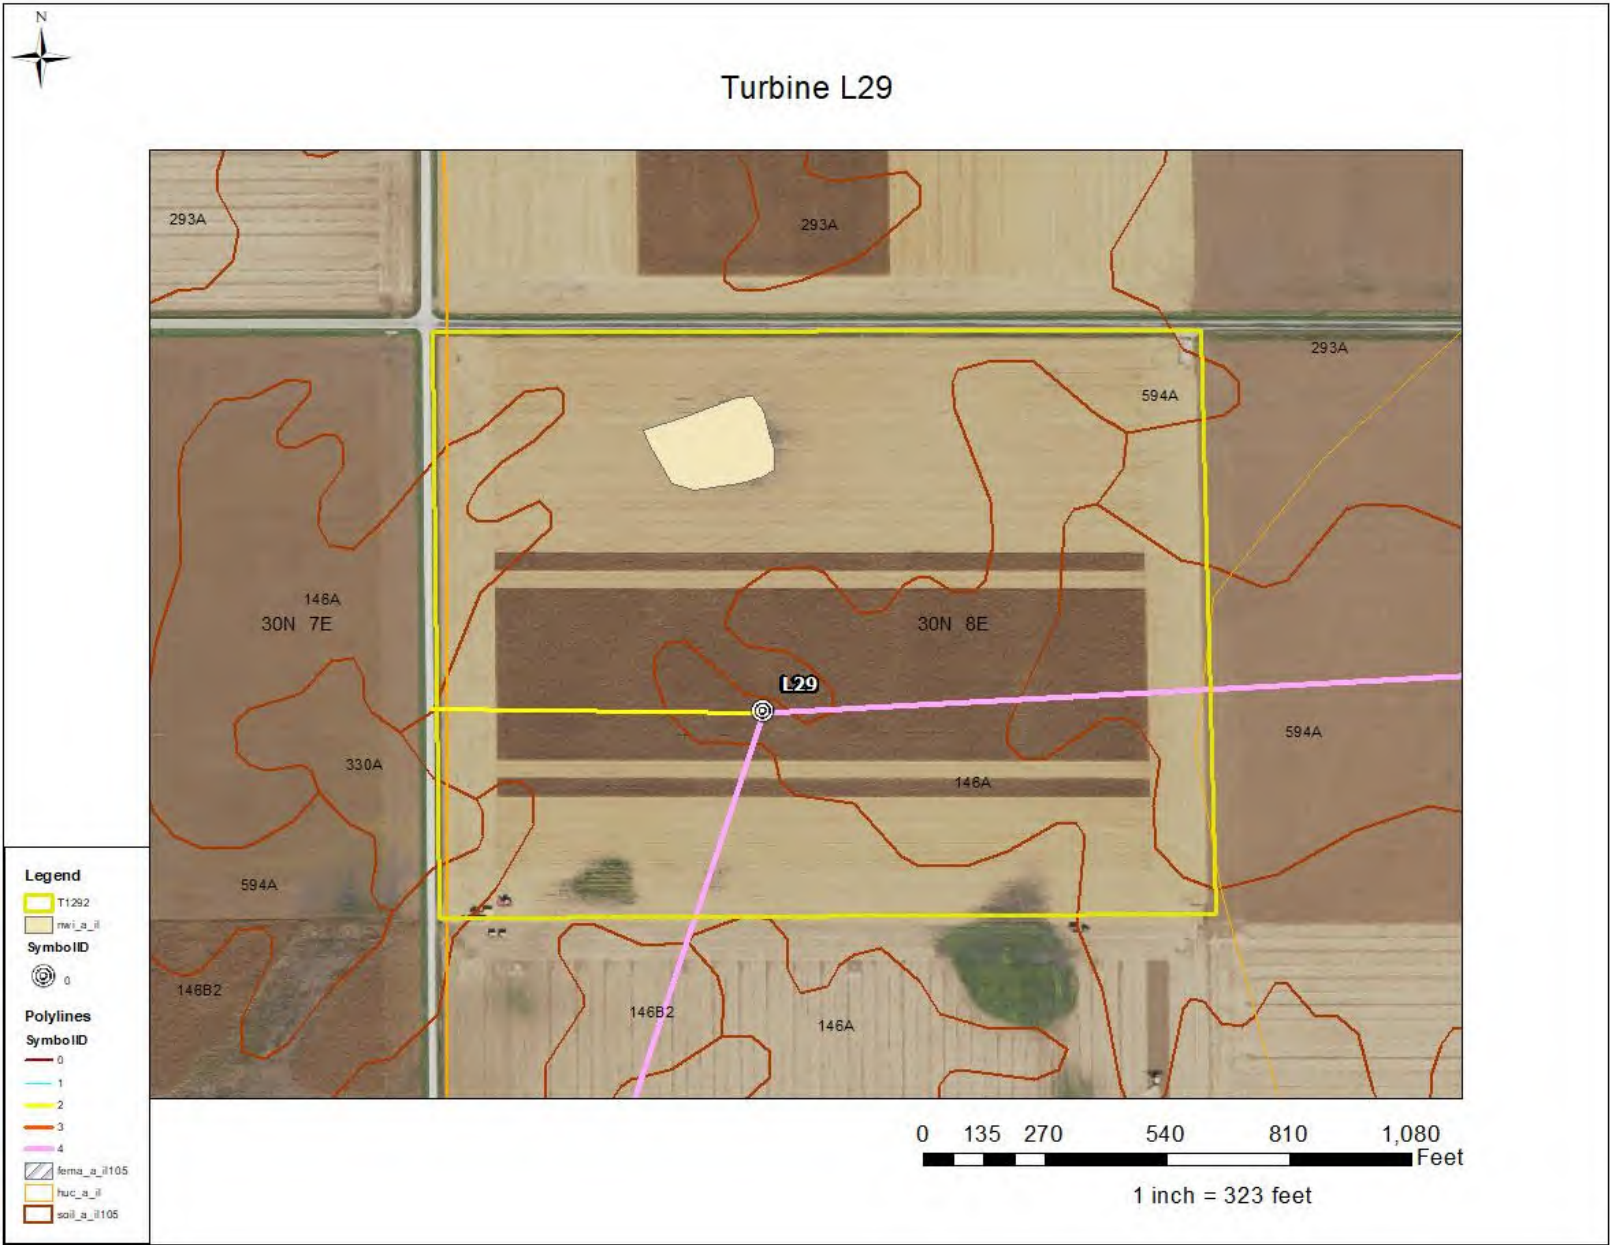 N
Turbine L29
293A
293A
293A
594A
146A
30N 7E
30N 8E
L29
594A
330A
146A
594A
146B2
146B2
146A
Legend
T1292
nwi_a_il
SymbolID
0
Polylines
SymbolID
0
1
2
3
4
fema_a_il105
huc_a_il
soil_a_il105
0 135 270 540 810 1,080
Feet
1 inch = 323 feet